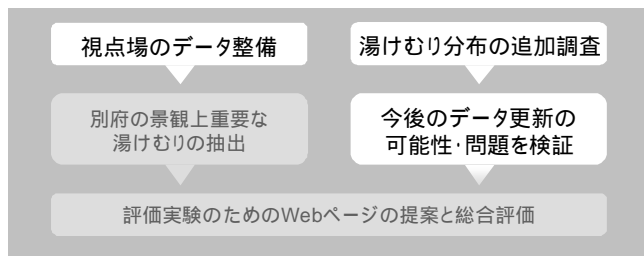 視点場のデータ整備
湯けむり分布の追加調査
別府の景観上重要な
湯けむりの抽出
今後のデータ更新の
可能性・問題を検証
評価実験のためのWebページの提案と総合評価